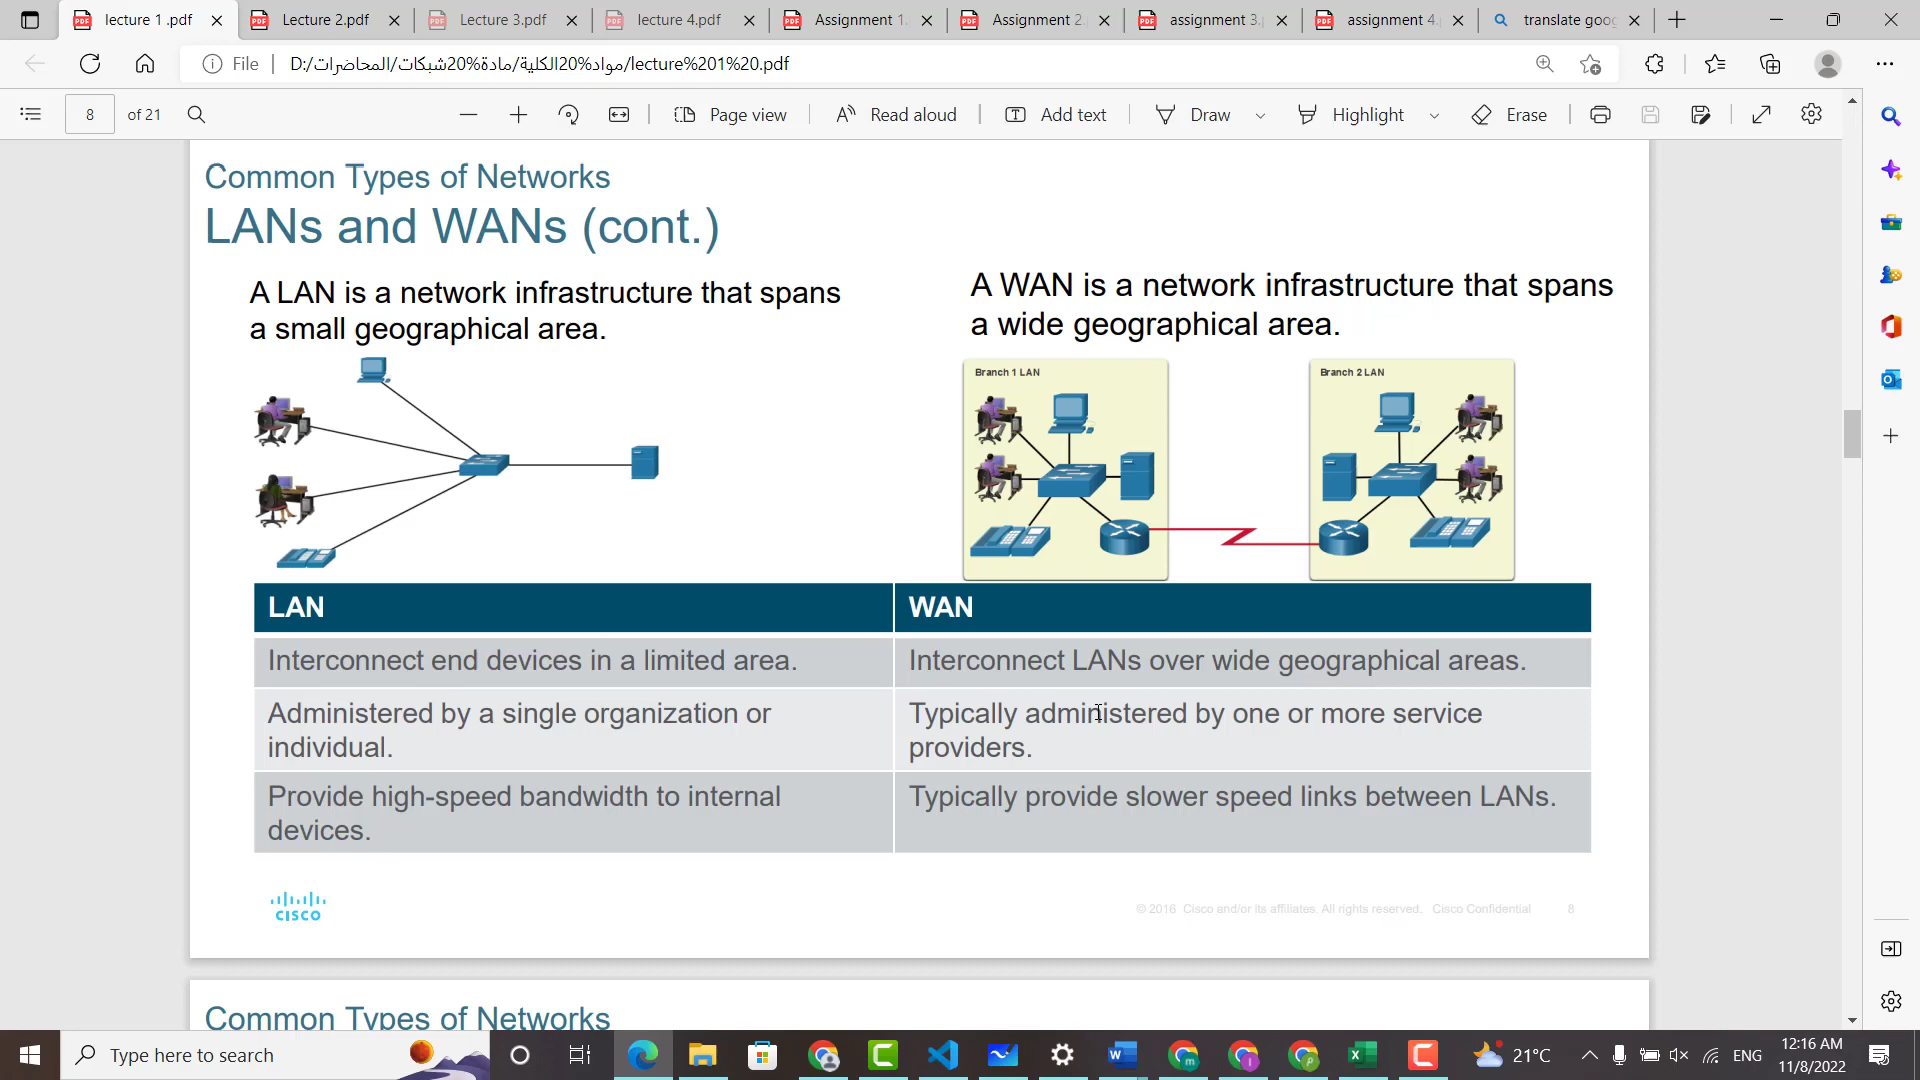 lecture 1 .pdf
Lecture 2.pdf
Lecture 3.pdf
lecture 4.pdf
Assignment 1.
Assignment 2.
assignment 3.p
assignment 4.
translate goog
File
D:/المحاضرات/مادة%20شبكات/مواد%20الكلية/lecture%201%20.pdf
8
of 21
Page view
Read aloud
Add text
Draw
Highlight
Erase
Common Types of Networks
LANs and WANs (cont.)
A LAN is a network infrastructure that spans
a small geographical area.
A WAN is a network infrastructure that spans
a wide geographical area.
Branch 1 LAN
Branch 2 LAN
LAN
WAN
Interconnect end devices in a limited area.
Interconnect LANs over wide geographical areas.
Administered by a single organization or
individual.
Typically administered by one or more service
providers.
Provide high-speed bandwidth to internal
devices.
Typically provide slower speed links between LANs.
CISCO
© 2016 Cisco and/or its affiliates. All rights reserved. Cisco Confidential
8
Common Types of Networks
Type here to search
21°C
ENG
12:16 AM
11/8/2022